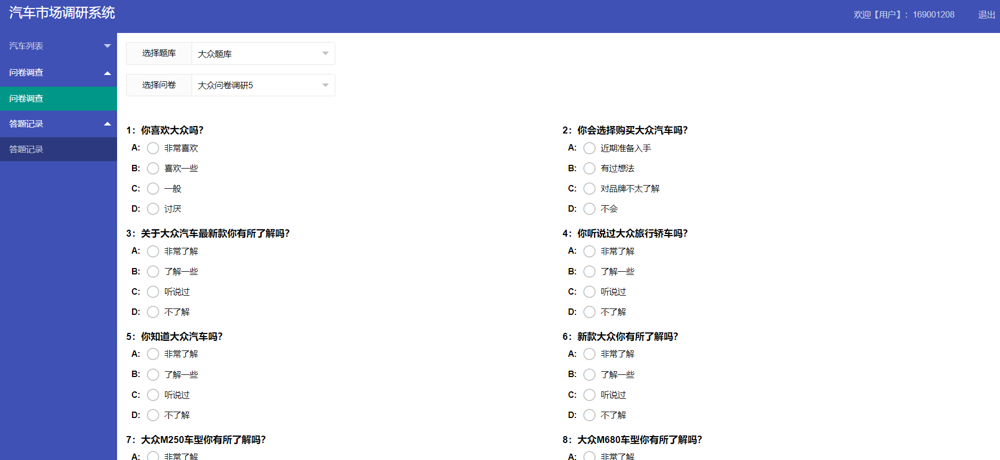 汽车市场调研系统
欢迎【用户】：169001208
退出
汽车列表
问卷调查
问卷调查
答题记录
答题记录
选择题库
大众题库
选择问卷
大众问卷调研5
1：你喜欢大众吗？
A: 非常喜欢
B: 喜欢一些
C: 一般
D: 讨厌
2：你会选择购买大众汽车吗？
A: 近期准备入手
B: 有过想法
C: 对品牌不太了解
D: 不会
3：关于大众汽车最新款你有所了解吗？
A: 非常了解
B: 了解一些
C: 听说过
D: 不了解
4：你听说过大众旅行轿车吗？
A: 非常了解
B: 了解一些
C: 听说过
D: 不了解
5：你知道大众汽车吗？
A: 非常了解
B: 了解一些
C: 听说过
D: 不了解
6：新款大众你有所了解吗？
A: 非常了解
B: 了解一些
C: 听说过
D: 不了解
7：大众M250车型你有所了解吗？
A: 非常了解
8：大众M680车型你有所了解吗？
A: 非常了解